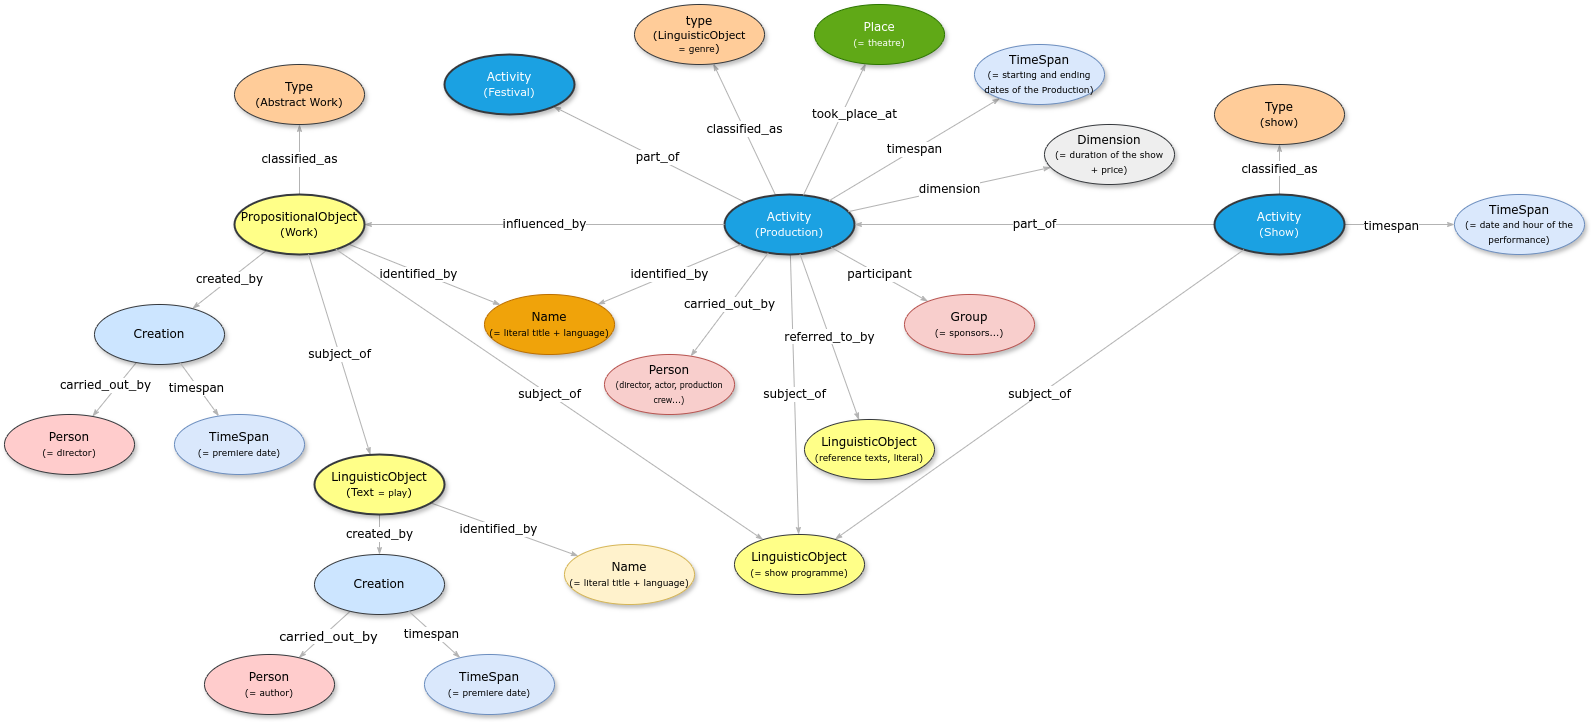 type
(LinguisticObject
= genre)
Place
(= theatre)
Activity
(Festival)
TimeSpan
(= starting and ending
dates of the Production)
Type
(Abstract Work)
Type
(show)
classified_as
took_place_at
timespan
Dimension
(= duration of the show
+ price)
classified_as
part_of
classified_as
dimension
PropositionalObject
(Work)
influenced_by
Activity
(Production)
part_of
Activity
(Show)
timespan
TimeSpan
(= date and hour of the
performance)
created_by
identified_by
identified_by
participant
Creation
Name
(= literal title + language)
carried_out_by
Group
(= sponsors...)
subject_of
referred_to_by
carried_out_by
timespan
Person
(director, actor, production
crew...)
subject_of
subject_of
subject_of
Person
(= director)
TimeSpan
(= premiere date)
LinguisticObject
(reference texts, literal)
LinguisticObject
(Text = play)
created_by
identified_by
Creation
Name
(= literal title + language)
LinguisticObject
(= show programme)
carried_out_by
timespan
Person
(= author)
TimeSpan
(= premiere date)